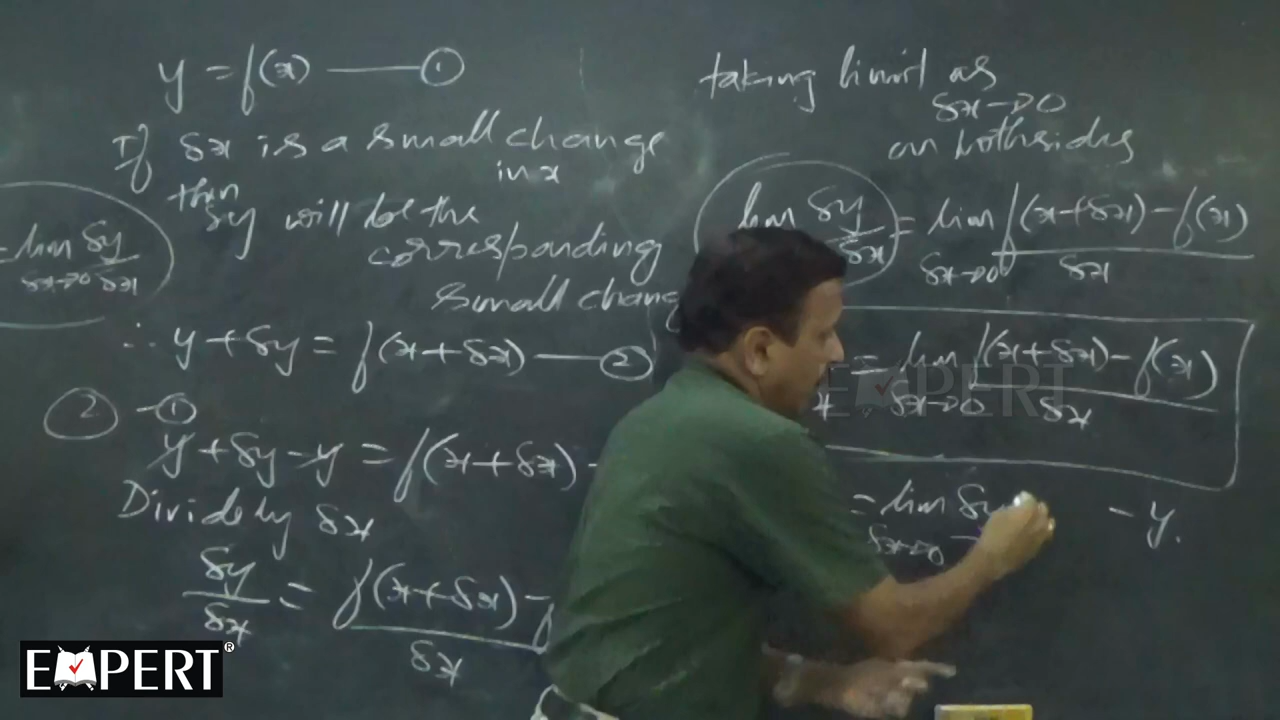 y = f(x) —— ①
If δx is a small change
in x
then
δy will be the
corresponding
small chang
= lim δy/δx
δx→0
∴ y + δy = f(x + δx) —— ②
② - ①
y + δy - y = f(x + δx) -
Divide by δx
δy/δx = f(x + δx) - f / δx
taking limit as
δx→0
on both sides
lim δy/δx = lim f(x + δx) - f(x) / δx
δx→0
= lim f(x + δx) - f(x) / δx
δx→0
= lim δy
δx→0
- y.
EXPERT
EXPERT®